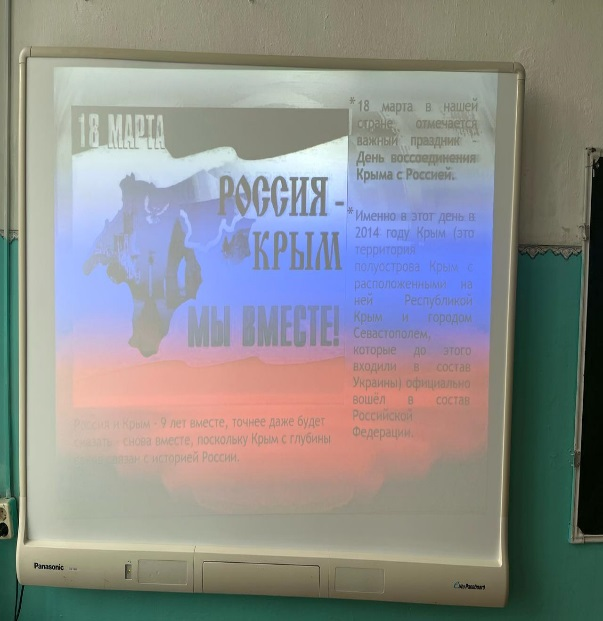 18 МАРТА
РОССИЯ -
КРЫМ
МЫ ВМЕСТЕ!
* 18 марта в нашей
стране отмечается
важный праздник -
День воссоединения
Крыма с Россией.
* Именно в этот день в
2014 году Крым (это
территория
полуострова Крым с
расположенными на
ней Республикой
Крым и городом
Севастополем,
которые до этого
входили в состав
Украины) официально
вошёл в состав
Российской
Федерации.
Россия и Крым - 9 лет вместе, точнее даже будет
сказать снова вместе, поскольку Крым с глубины
связан с историей России.
Panasonic